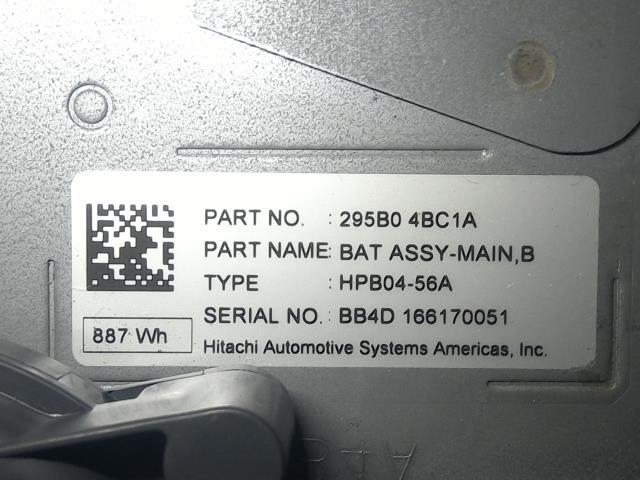 PART NO. : 295B0 4BC1A
PART NAME: BAT ASSY-MAIN,B
TYPE : HPB04-56A
SERIAL NO. : BB4D 166170051
887 Wh
Hitachi Automotive Systems Americas, Inc.